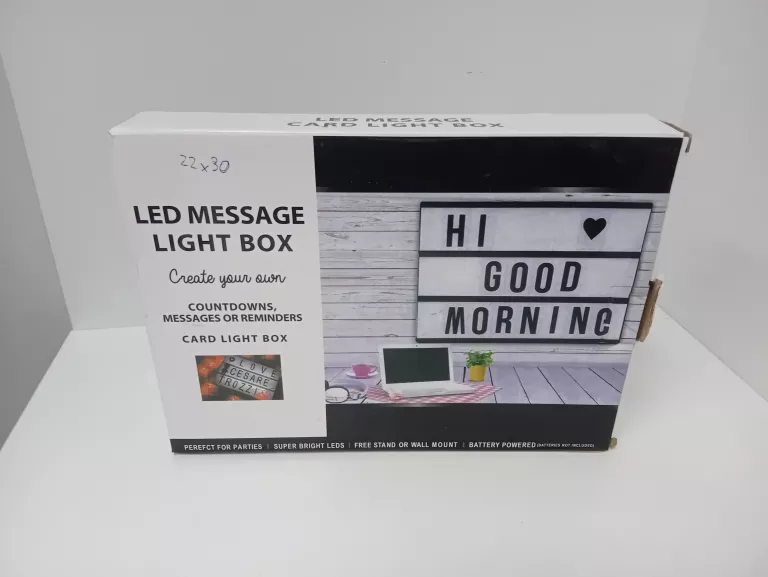 LED MESSAGE
CARD LIGHT BOX
22x30
LED MESSAGE
LIGHT BOX
Create your own
COUNTDOWNS,
MESSAGES OR REMINDERS
CARD LIGHT BOX
LOVE
CESARE
HI
GOOD
MORNING
PEREFCT FOR PARTIES | SUPER BRIGHT LEDS | FREE STAND OR WALL MOUNT | BATTERY POWERED (BATTERIES NOT INCLUDED)